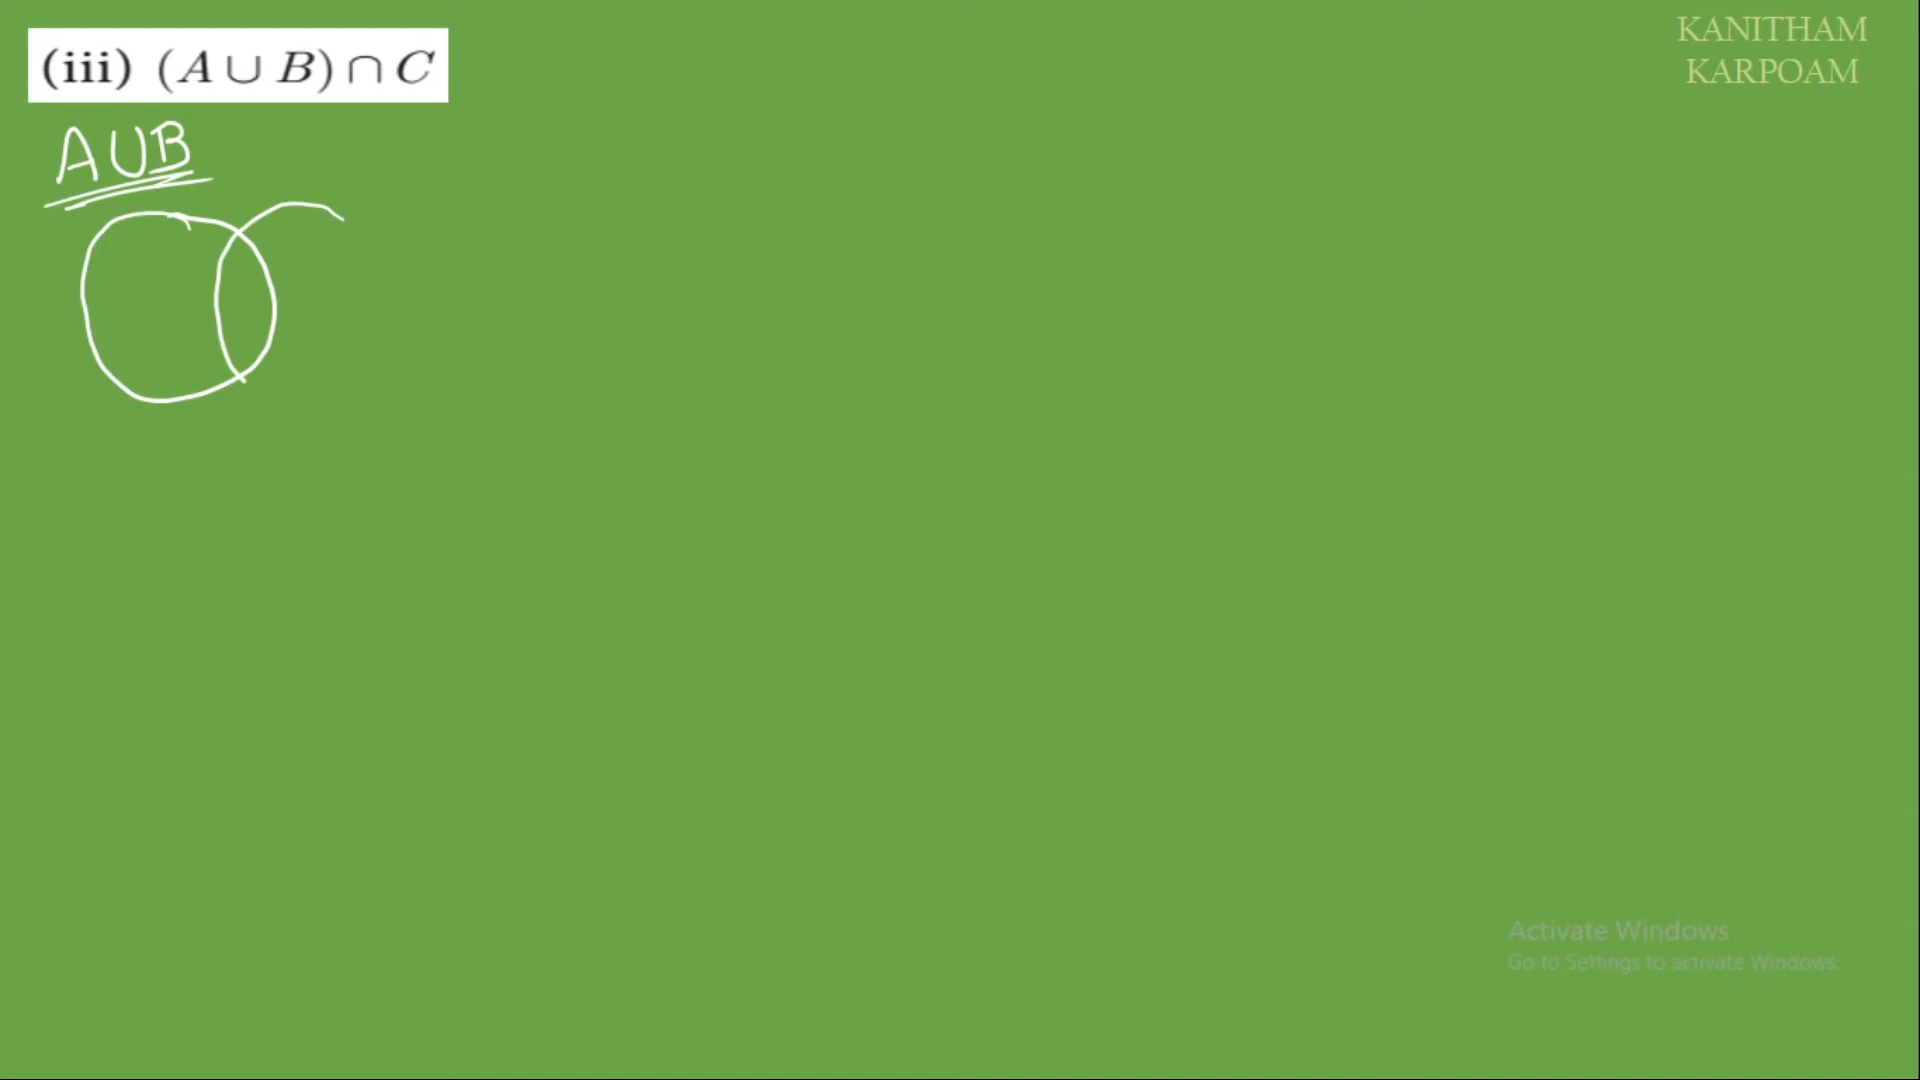 (iii) (A ∪ B) ∩ C
KANITHAM
KARPOAM
A∪B
Activate Windows
Go to Settings to activate Windows.